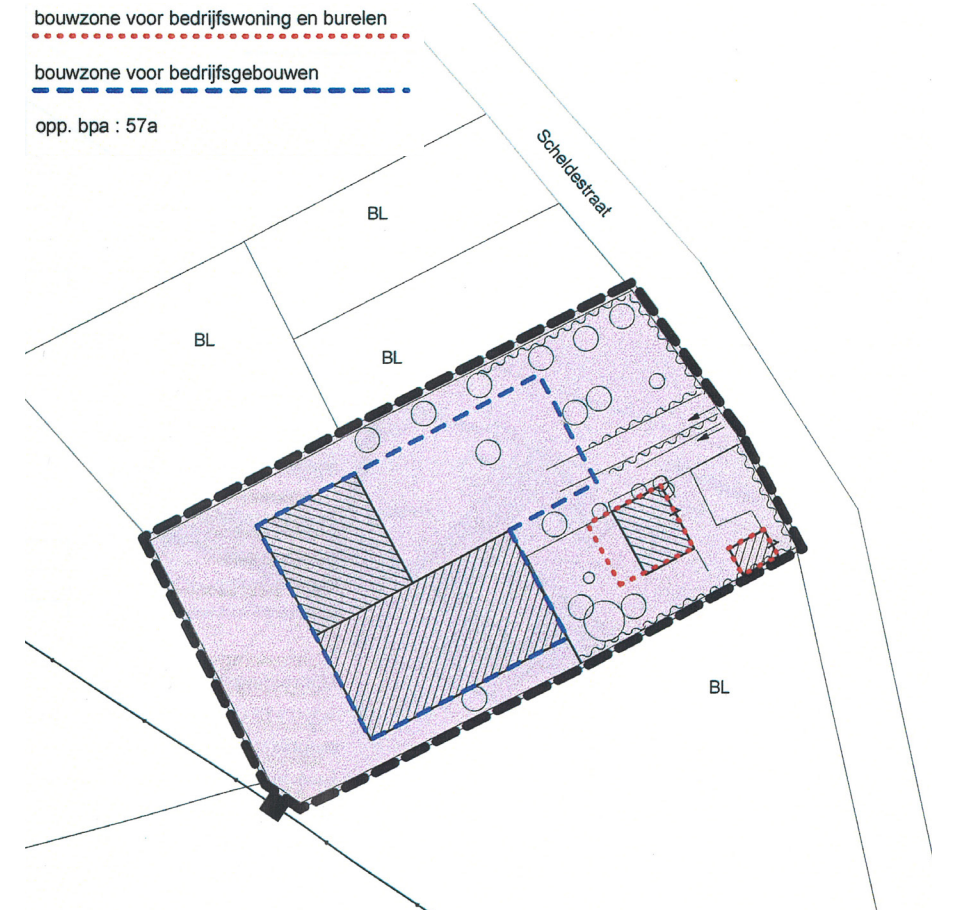 bouwzone voor bedrijfswoning en burelen
bouwzone voor bedrijfsgebouwen
opp. bpa : 57a
Scheldestraat
BL
BL
BL
BL